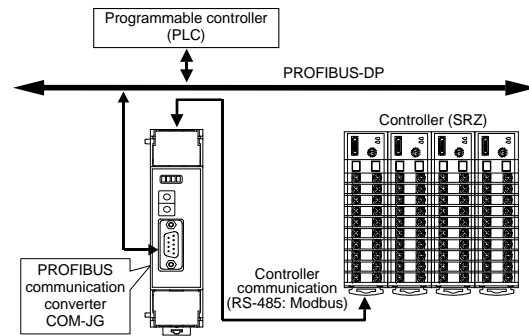 Programmable controller
(PLC)
PROFIBUS-DP
Controller (SRZ)
PROFIBUS
communication
converter
COM-JG
Controller
communication
(RS-485: Modbus)